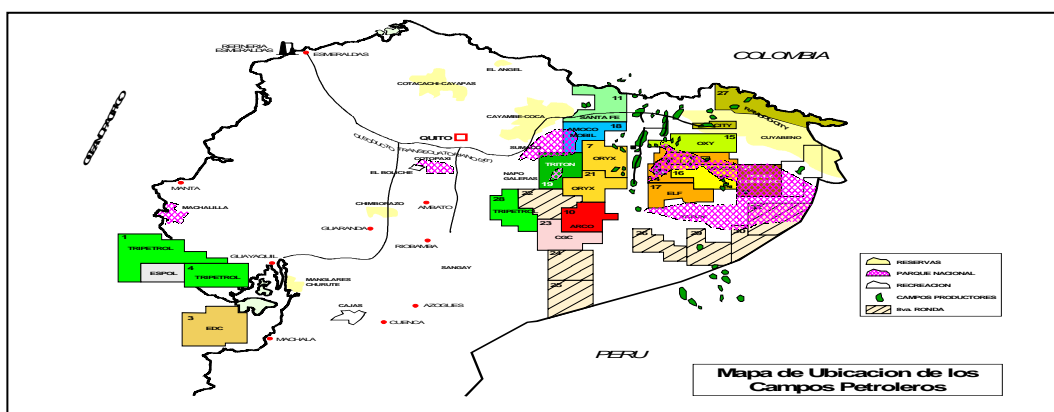 REFINERIA
ESMERALDAS
ESMERALDAS
COLOMBIA
EL ANGEL
COTACACHI-CAYAPAS
11
27
CAYAMBE-COCA
SANTA FE
18
CUYABENO
QUITO
AMOCO
MOBIL
15
OXY
7
ORYX
COTOPAXI
TRITON
EL BOLICHE
NAPO
GALERAS
19
21
ORYX
16
14
17
ELF
MANTA
MACHALILLA
CHIMBORAZO
AMBATO
28
TRIPETROL
22
10
ARCO
GUARANDA
23
CGC
RIOBAMBA
1
TRIPETROL
GUAYAQUIL
ESPOL
4
TRIPETROL
SANGAY
24
MANGLARES
CHURUTE
25
CAJAS
AZOGUES
3
EDC
CUENCA
MACHALA
PERU
RESERVAS
PARQUE NACIONAL
RECREACION
CAMPOS PRODUCTORES
8va. RONDA
Mapa de Ubicacion de los
Campos Petroleros